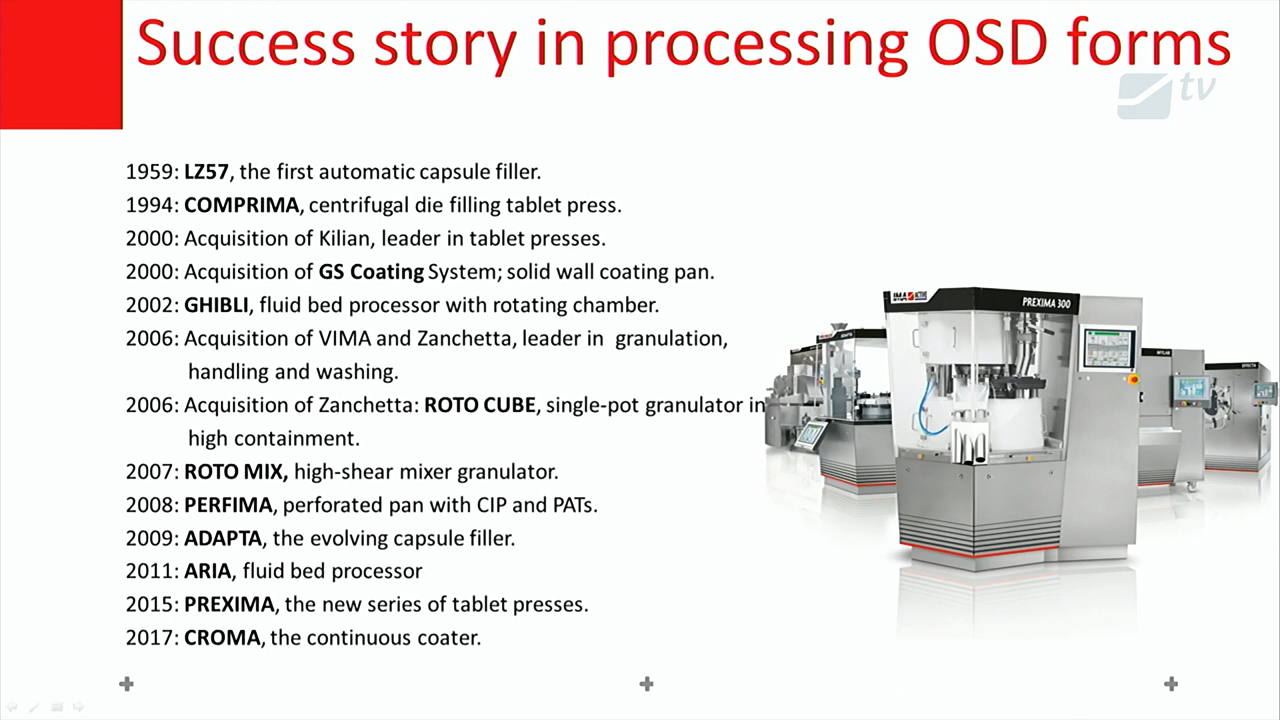 Success story in processing OSD forms
tv
1959: LZ57, the first automatic capsule filler.
1994: COMPRIMA, centrifugal die filling tablet press.
2000: Acquisition of Kilian, leader in tablet presses.
2000: Acquisition of GS Coating System; solid wall coating pan.
2002: GHIBLI, fluid bed processor with rotating chamber.
2006: Acquisition of VIMA and Zanchetta, leader in granulation,
handling and washing.
2006: Acquisition of Zanchetta: ROTO CUBE, single-pot granulator in
high containment.
2007: ROTO MIX, high-shear mixer granulator.
2008: PERFIMA, perforated pan with CIP and PATs.
2009: ADAPTA, the evolving capsule filler.
2011: ARIA, fluid bed processor
2015: PREXIMA, the new series of tablet presses.
2017: CROMA, the continuous coater.
IMA ACTIVE
PREXIMA 300